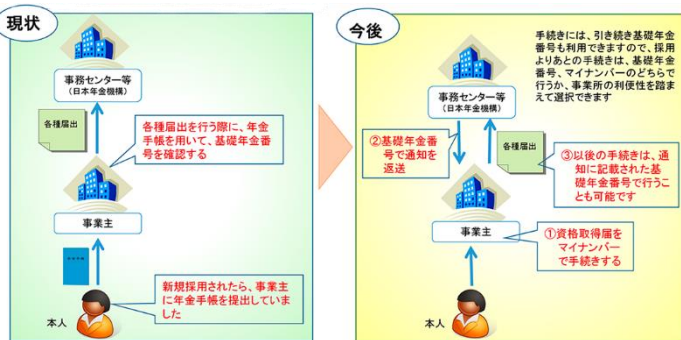 現状
事務センター等
(日本年金機構)
各種届出
各種届出を行う際に、年金
手帳を用いて、基礎年金番
号を確認する
事業主
新規採用されたら、事業主
に年金手帳を提出していま
した
本人
今後
手続きには、引き続き基礎年金
番号も利用できますので、採用
よりあとの手続きは、基礎年金
番号、マイナンバーのどちらで
行うか、事業所の利便性を踏ま
えて選択できます
事務センター等
(日本年金機構)
②基礎年金番
号で通知を
返送
各種届出
③以後の手続きは、通
知に記載された基
礎年金番号で行うこ
とも可能です
事業主
①資格取得届を
マイナンバー
で手続きする
本人